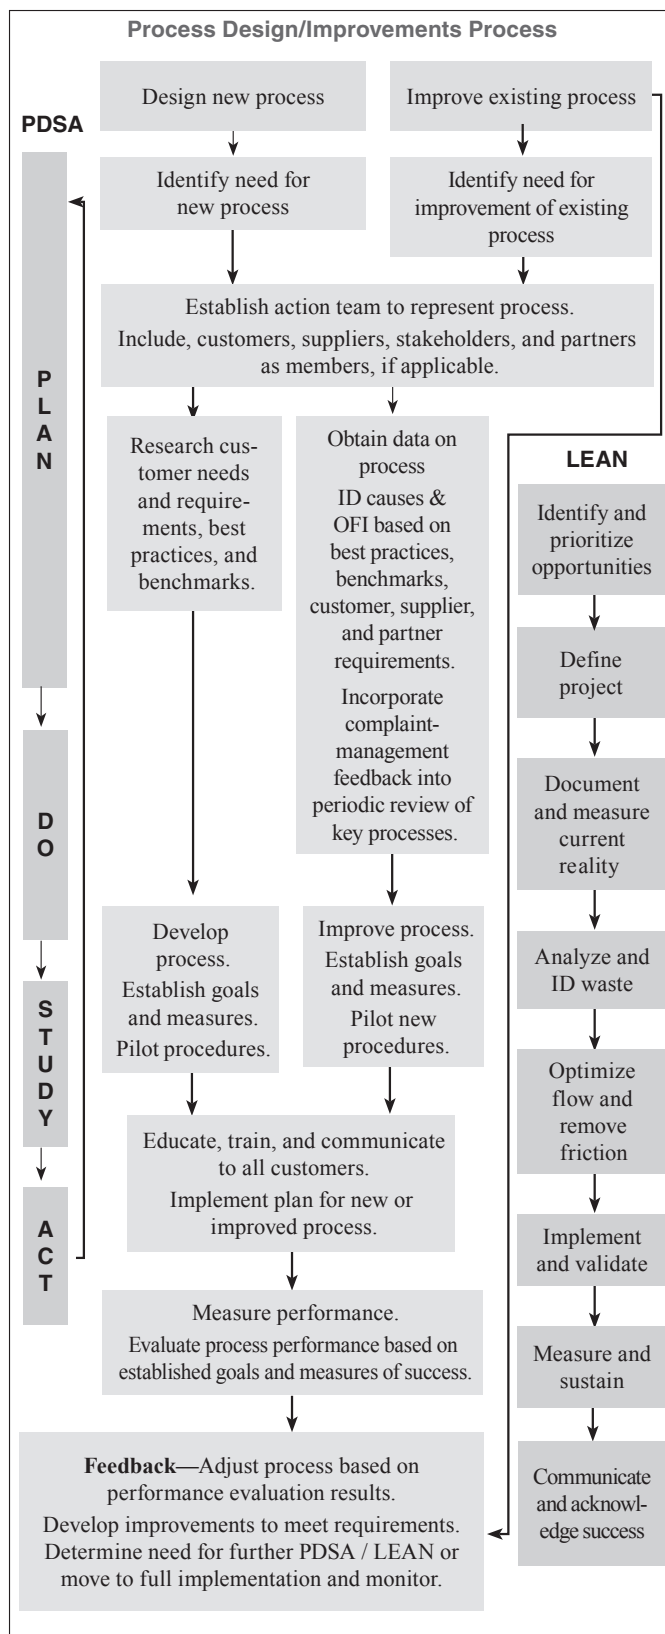 Process Design/Improvements Process
Design new process
Improve existing process
PDSA
Identify need for
new process
Identify need for
improvement of existing
process
Establish action team to represent process.
Include, customers, suppliers, stakeholders, and partners
as members, if applicable.
P
L
A
N
Research cus-
tomer needs
and require-
ments, best
practices, and
benchmarks.
Obtain data on
process
ID causes &
OFI based on
best practices,
benchmarks,
customer, supplier,
and partner
requirements.
Incorporate
complaint-
management
feedback into
periodic review of
key processes.
D
O
Develop
process.
Establish goals
and measures.
Pilot procedures.
Improve process.
Establish goals
and measures.
Pilot new
procedures.
S
T
U
D
Y
Educate, train, and communicate
to all customers.
Implement plan for new or
improved process.
A
C
T
Measure performance.
Evaluate process performance based on
established goals and measures of success.
Feedback—Adjust process based on
performance evaluation results.
Develop improvements to meet requirements.
Determine need for further PDSA / LEAN or
move to full implementation and monitor.
LEAN
Identify and
prioritize
opportunities
Define
project
Document
and measure
current
reality
Analyze and
ID waste
Optimize
flow and
remove
friction
Implement
and validate
Measure and
sustain
Communicate
and acknowl-
edge success